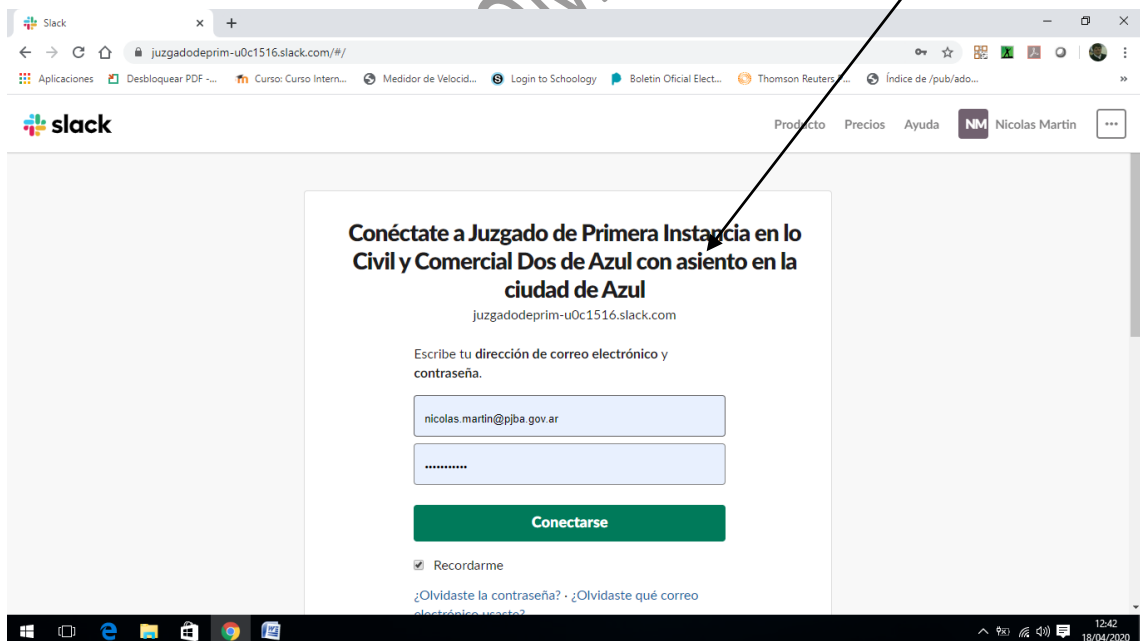 Slack
juzgadodeprim-u0c1516.slack.com/#/
Aplicaciones Desbloquear PDF -... Curso: Curso Intern... Medidor de Velocid... Login to Schoology Boletin Oficial Elect... Thomson Reuters Índice de /pub/ado... »
slack Producto Precios Ayuda NM Nicolas Martin ...
Conéctate a Juzgado de Primera Instancia en lo
Civil y Comercial Dos de Azul con asiento en la
ciudad de Azul
juzgadodeprim-u0c1516.slack.com
Escribe tu dirección de correo electrónico y
contraseña.
nicolas.martin@pjba.gov.ar
•••••••••••
Conectarse
Recordarme
¿Olvidaste la contraseña? · ¿Olvidaste qué correo
electrónico usaste?
12:42
18/04/2020